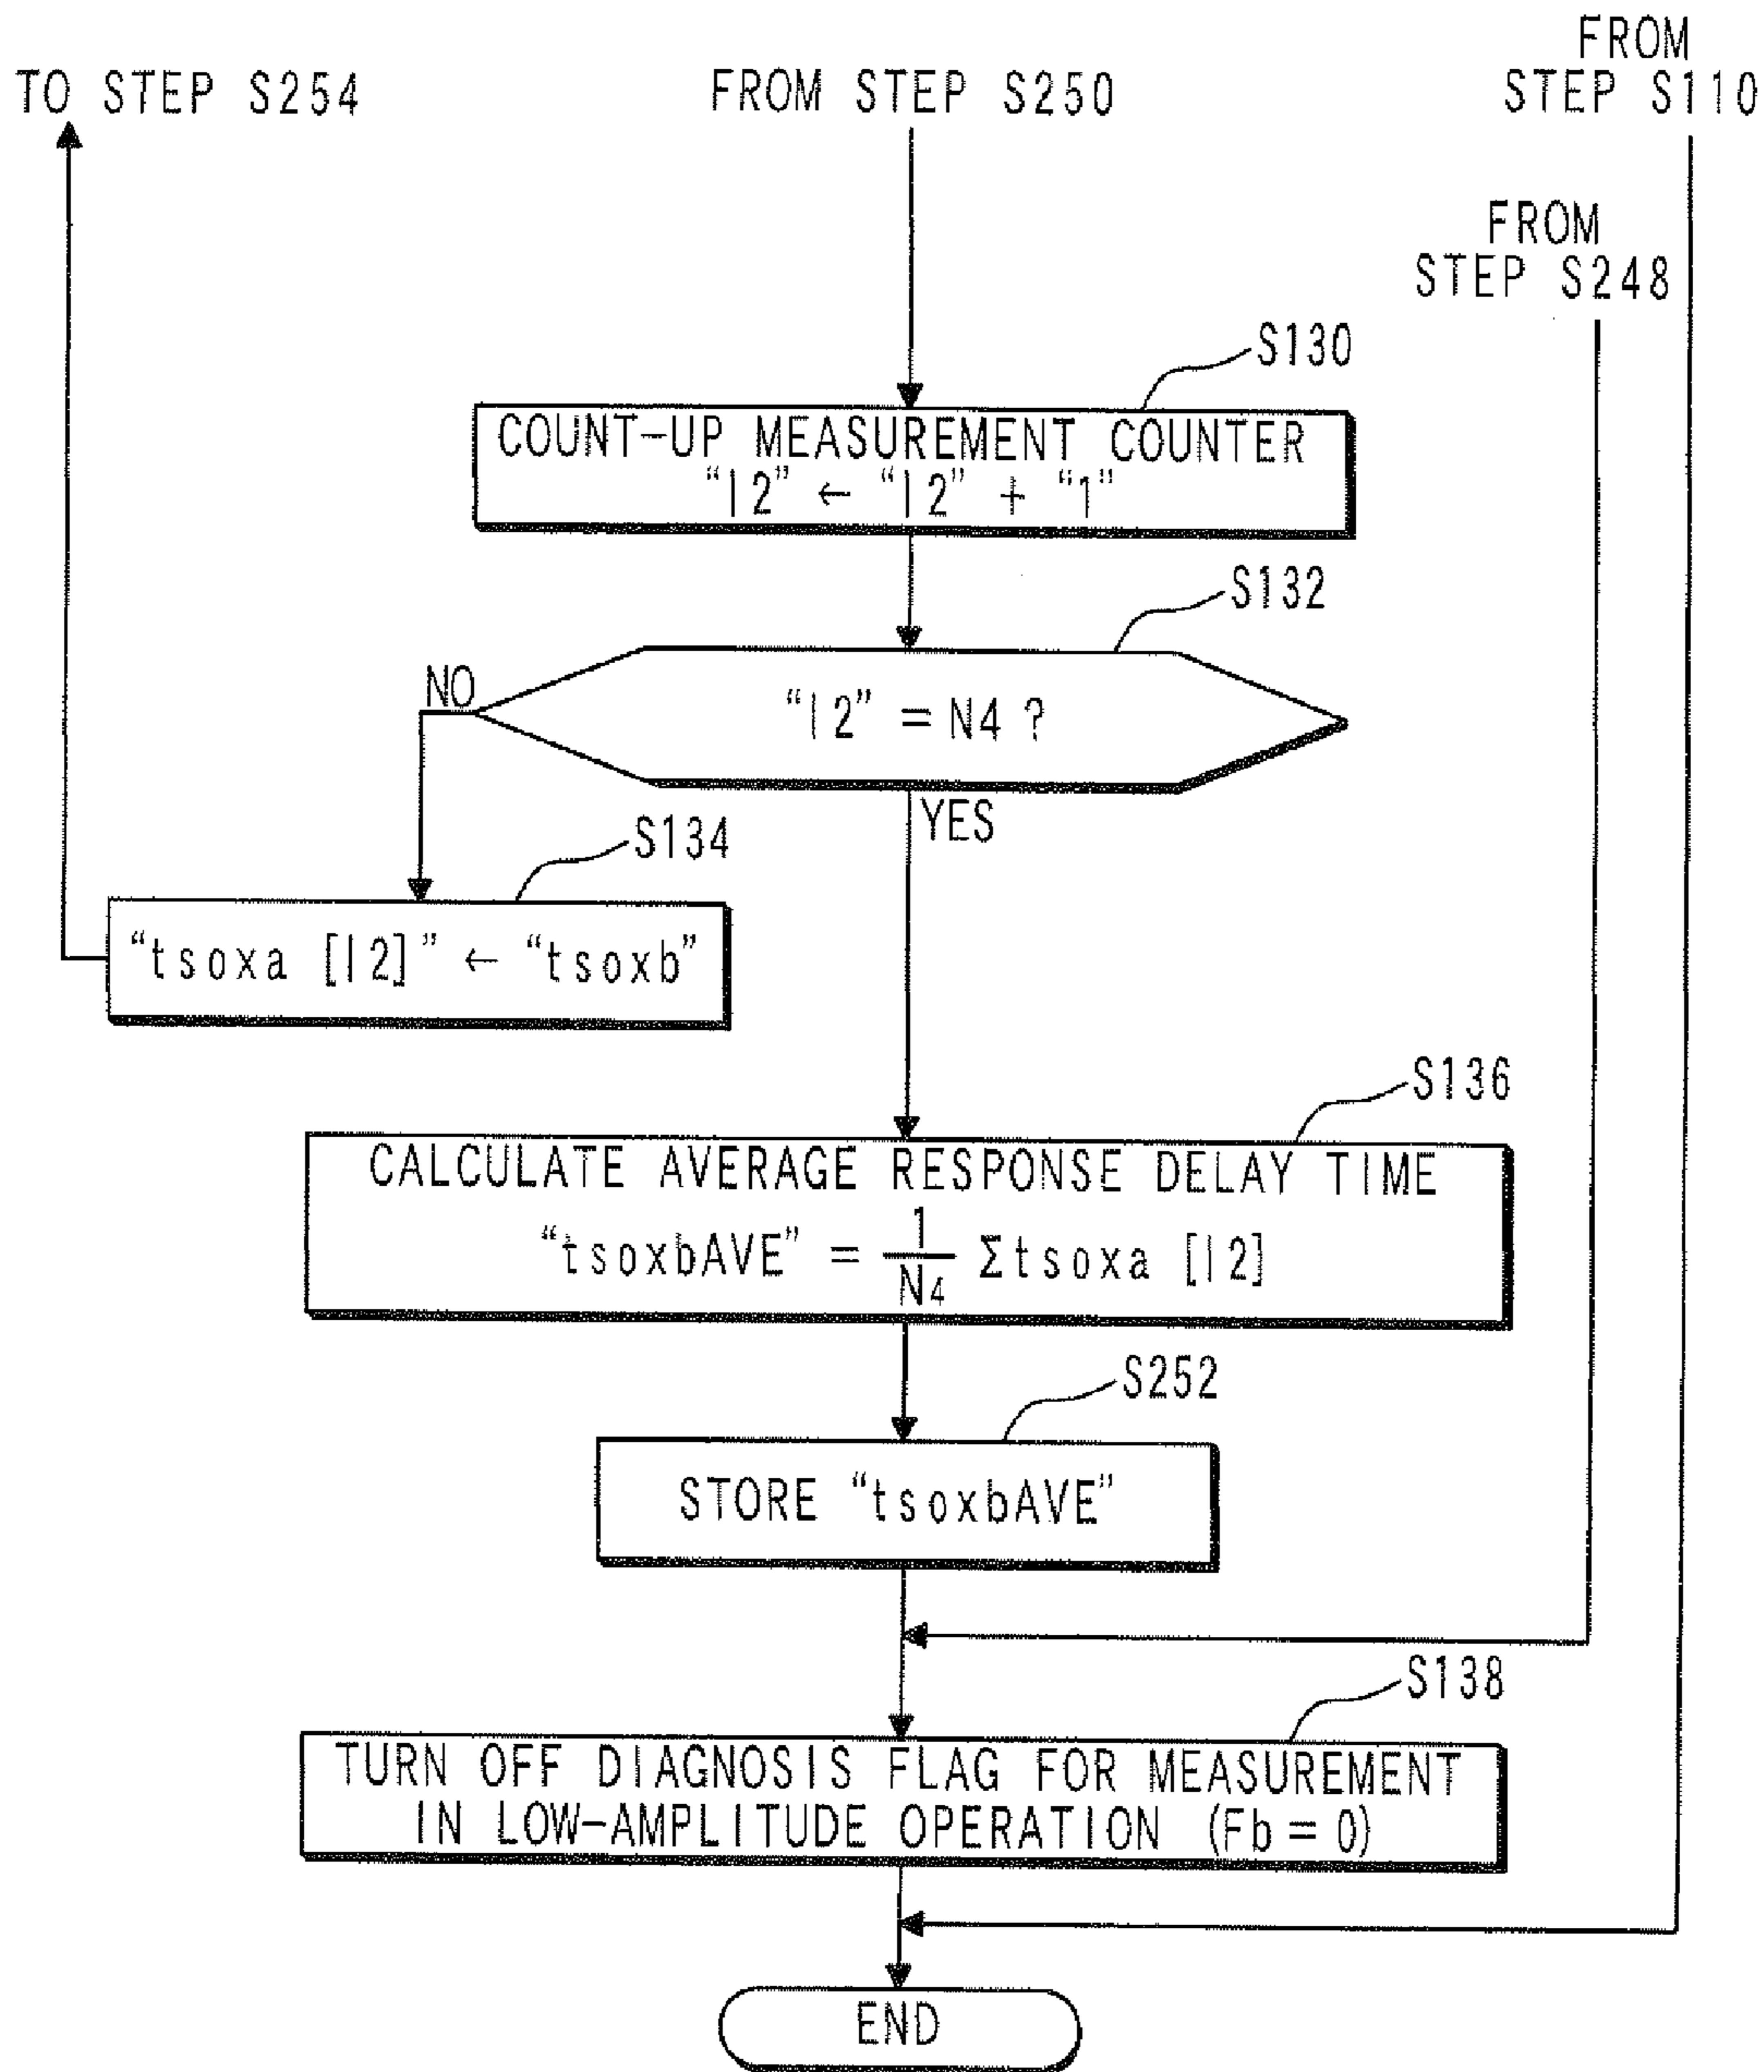 FROM
STEP S110
TO STEP S254
FROM STEP S250
FROM
STEP S248
S130
COUNT-UP MEASUREMENT COUNTER
“I2” ← “I2” + “1”
S132
“I2” = N4 ?
NO
YES
S134
“tsoxa [I2]” ← “tsoxb”
S136
CALCULATE AVERAGE RESPONSE DELAY TIME
“tsoxbAVE” = 1/N4 Σtsoxa [I2]
S252
STORE “tsoxbAVE”
S138
TURN OFF DIAGNOSIS FLAG FOR MEASUREMENT
IN LOW-AMPLITUDE OPERATION (Fb = 0)
END